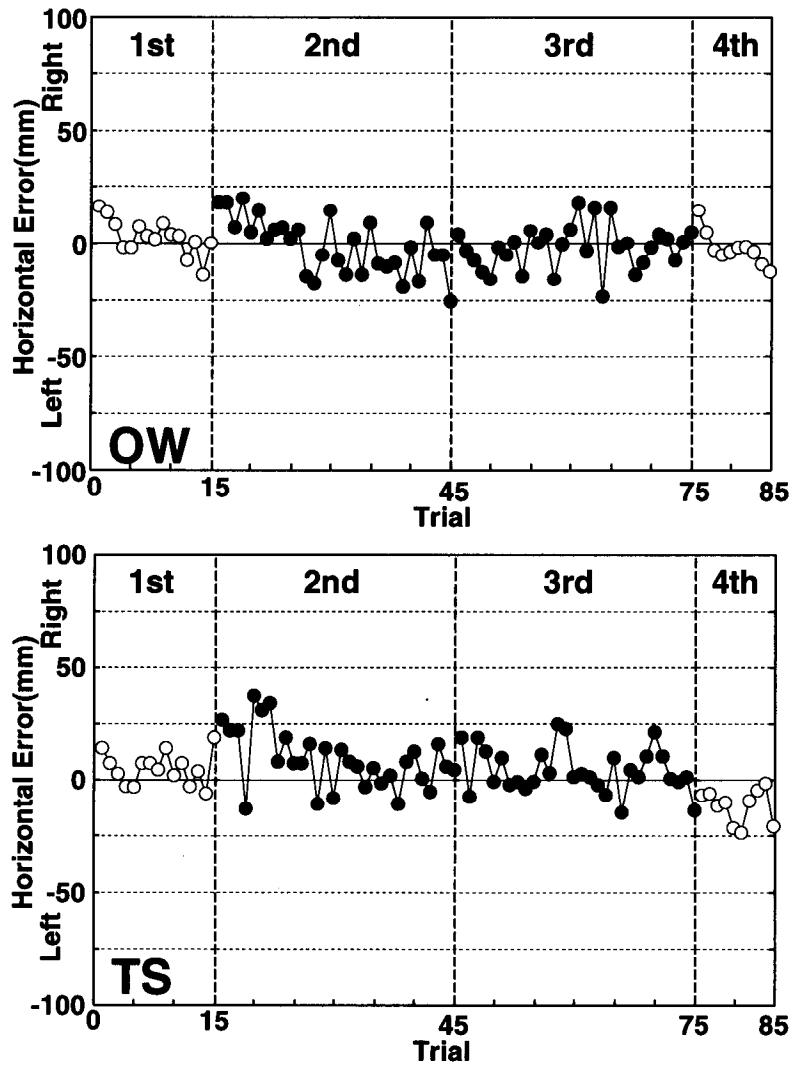 100
1st 2nd 3rd 4th
50
0
-50
-100
Horizontal Error(mm)
Left Right
OW
0 15 45 75 85
Trial
100
1st 2nd 3rd 4th
50
0
-50
-100
Horizontal Error(mm)
Left Right
TS
0 15 45 75 85
Trial